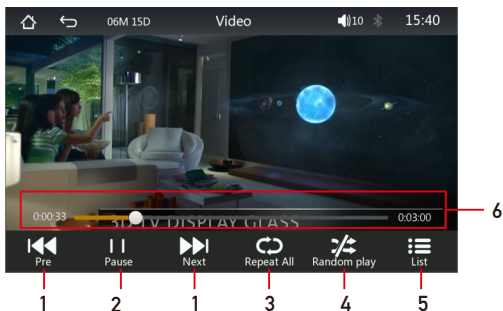 06M 15D Video 10 15:40
0:00:33 3D TV DISPLAY GLASS 0:03:00
6
Pre Pause Next Repeat All Random play List
1 2 1 3 4 5